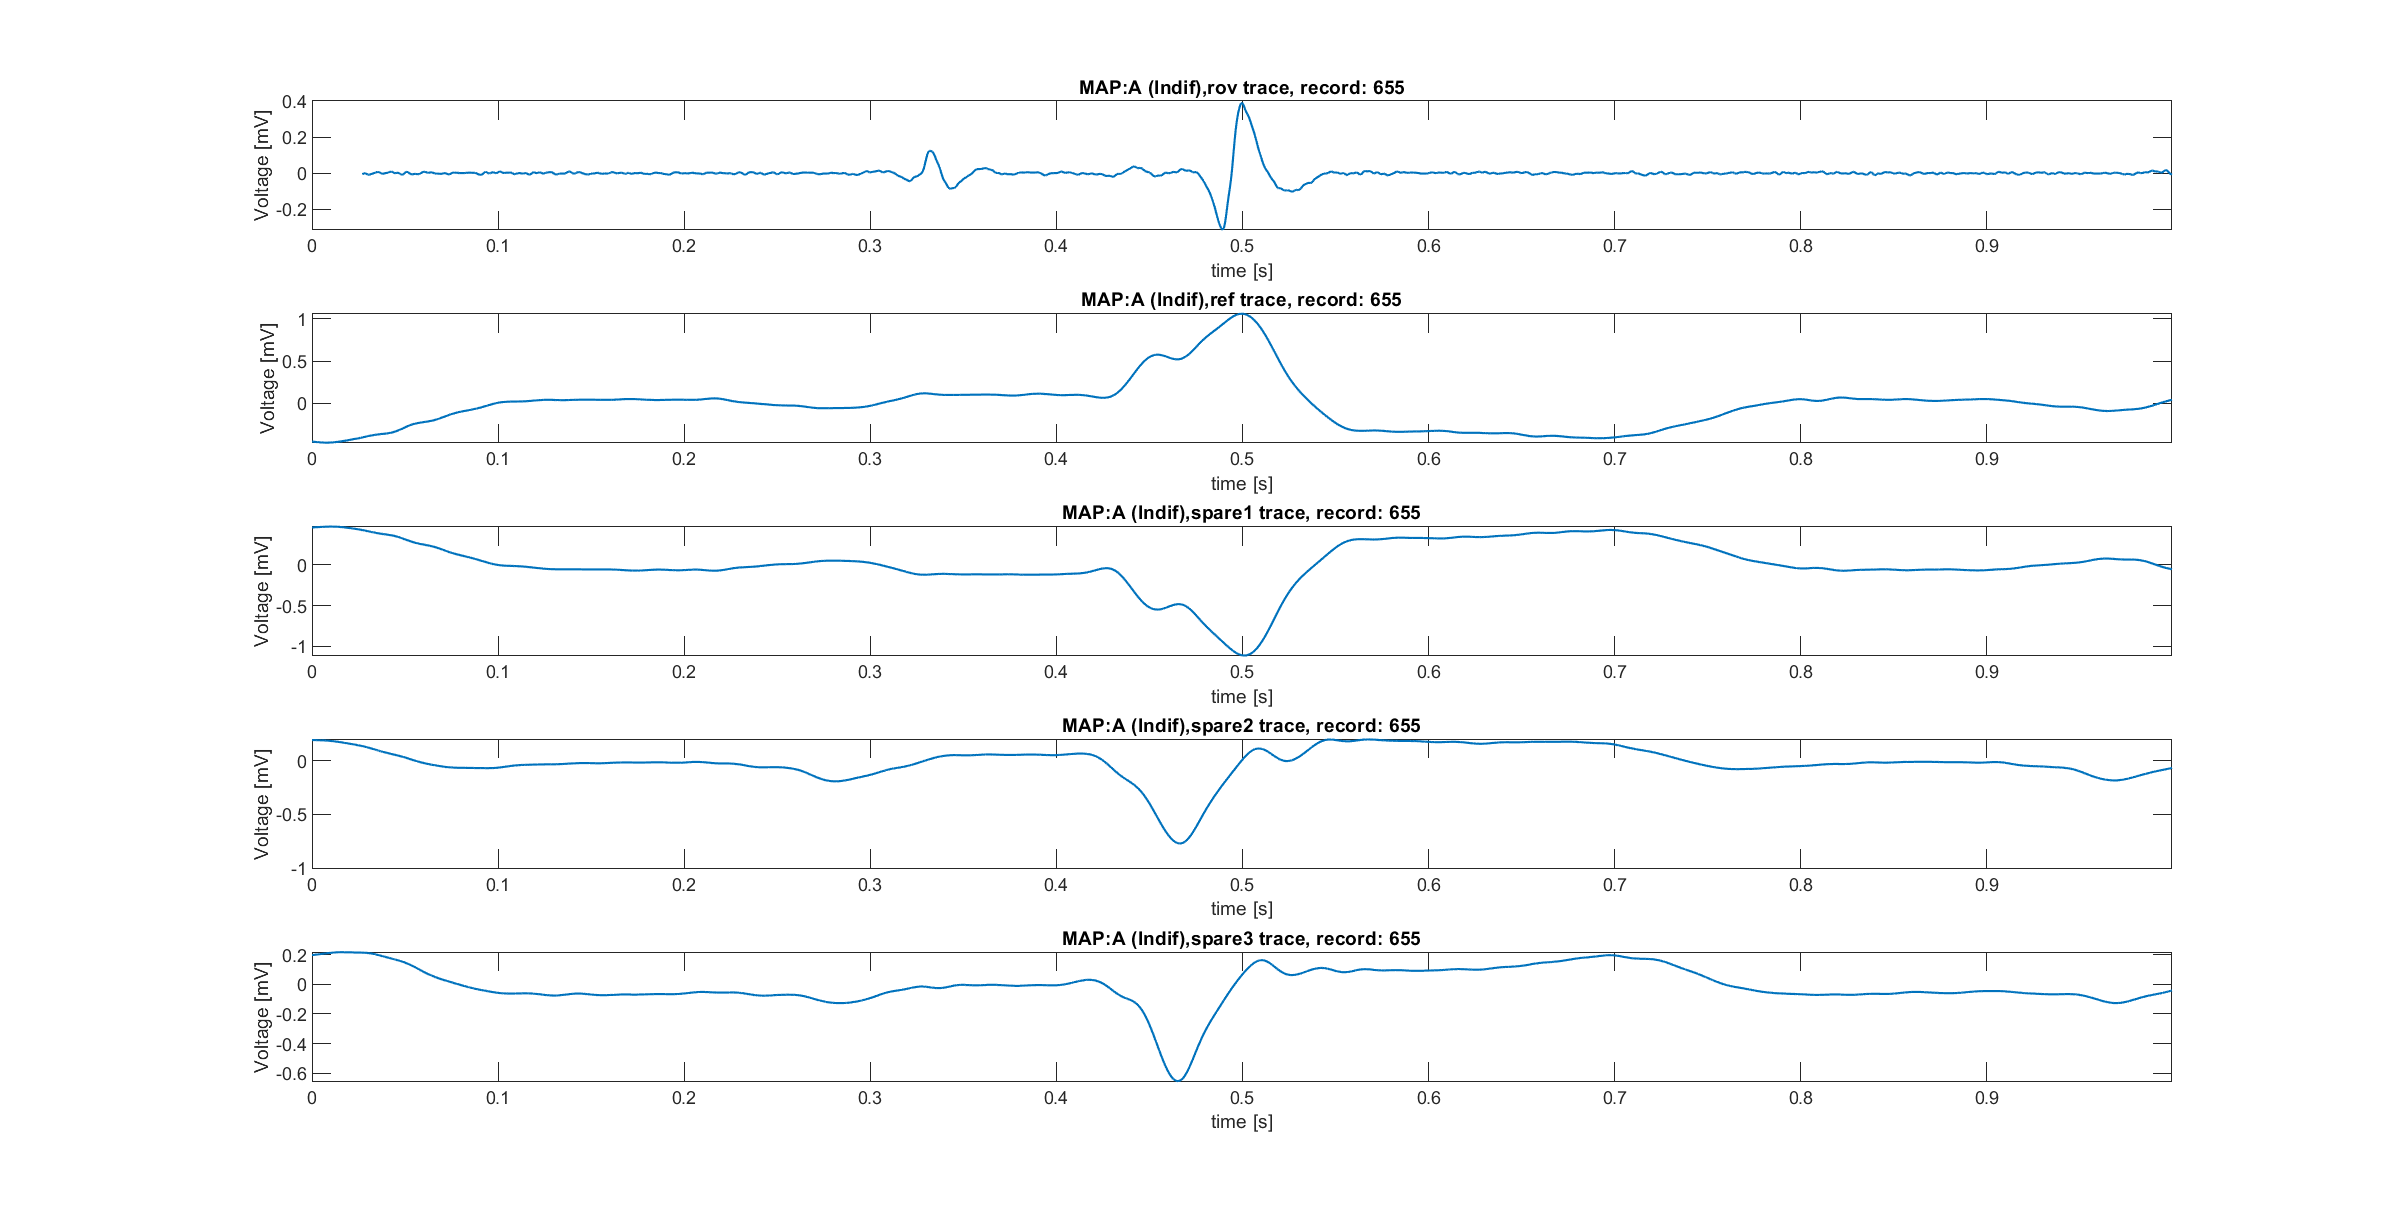 MAP:A (Indif),rov trace, record: 655
Voltage [mV]
0.4
0.2
0
-0.2
0 0.1 0.2 0.3 0.4 0.5 0.6 0.7 0.8 0.9
time [s]
MAP:A (Indif),ref trace, record: 655
Voltage [mV]
1
0.5
0
0 0.1 0.2 0.3 0.4 0.5 0.6 0.7 0.8 0.9
time [s]
MAP:A (Indif),spare1 trace, record: 655
Voltage [mV]
0
-0.5
-1
0 0.1 0.2 0.3 0.4 0.5 0.6 0.7 0.8 0.9
time [s]
MAP:A (Indif),spare2 trace, record: 655
Voltage [mV]
0
-0.5
-1
0 0.1 0.2 0.3 0.4 0.5 0.6 0.7 0.8 0.9
time [s]
MAP:A (Indif),spare3 trace, record: 655
Voltage [mV]
0.2
0
-0.2
-0.4
-0.6
0 0.1 0.2 0.3 0.4 0.5 0.6 0.7 0.8 0.9
time [s]